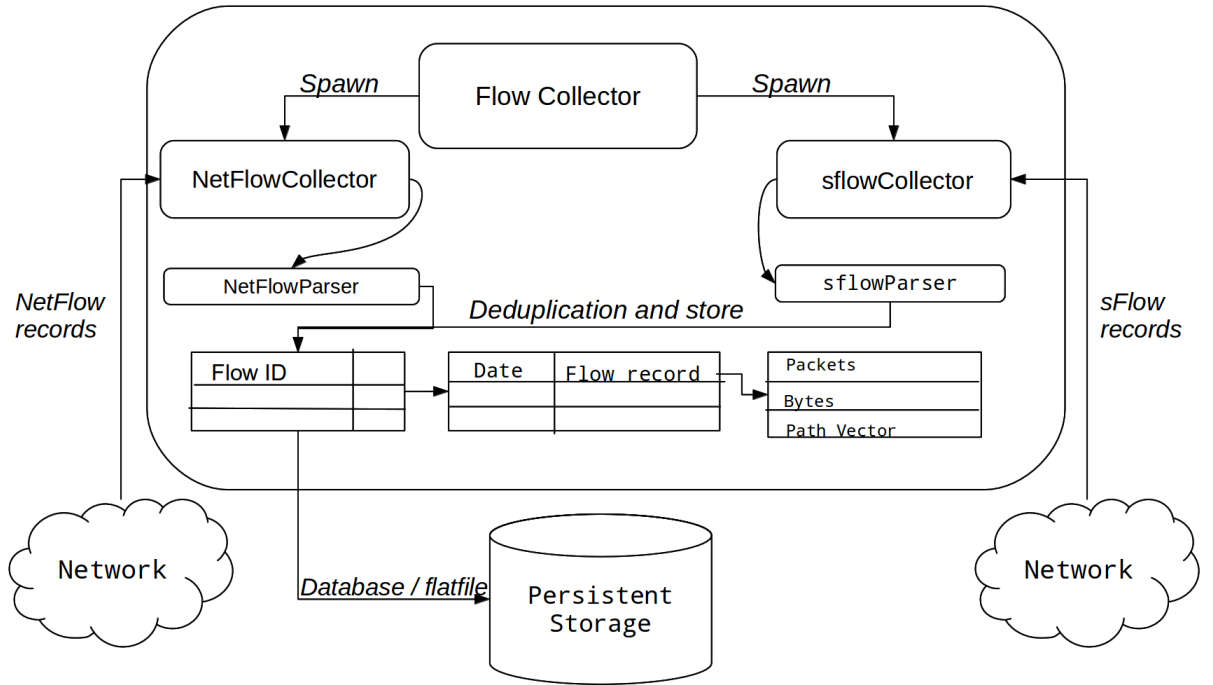 Spawn
Flow Collector
Spawn
NetFlowCollector
sflowCollector
NetFlowParser
sflowParser
NetFlow
records
Deduplication and store
sFlow
records
Flow ID
Date
Flow record
Packets
Bytes
Path Vector
Network
Network
Database / flatfile
Persistent
Storage